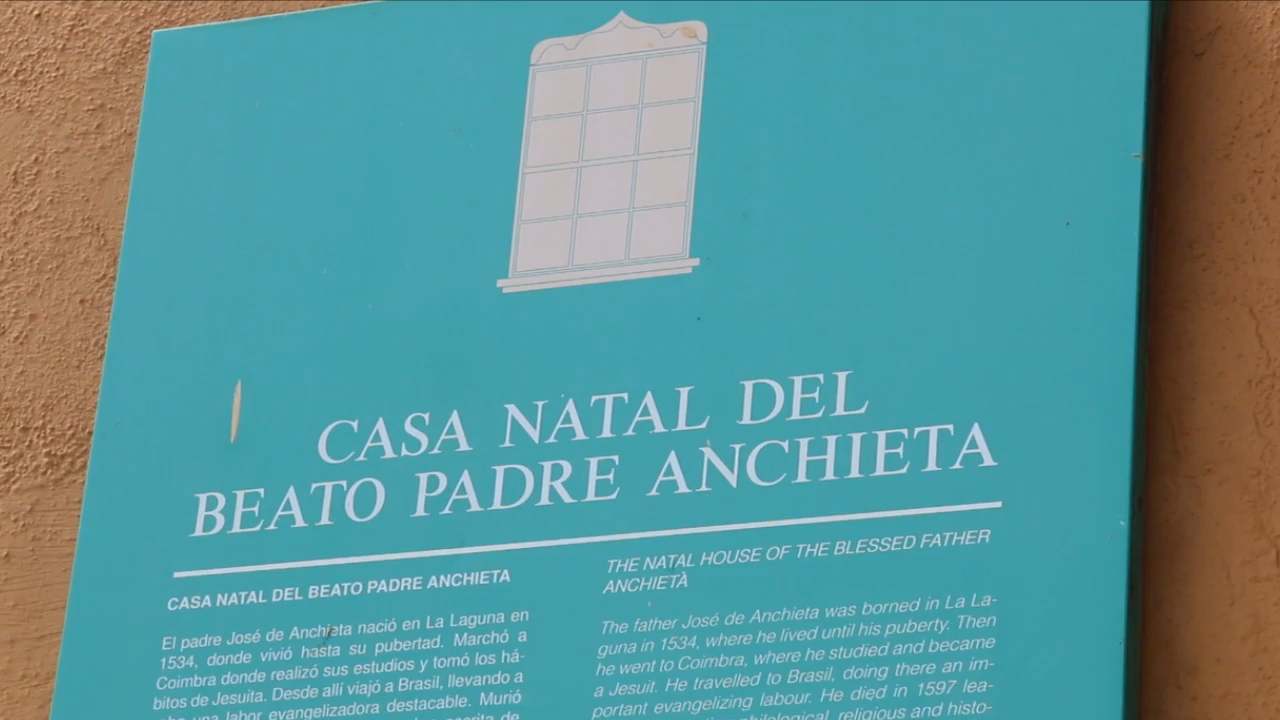 CASA NATAL DEL
BEATO PADRE ANCHIETA
CASA NATAL DEL BEATO PADRE ANCHIETA
El padre José de Anchieta nació en La Laguna en
1534, donde vivió hasta su pubertad. Marchó a
Coimbra donde realizó sus estudios y tomó los há-
bitos de Jesuita. Desde allí viajó a Brasil, llevando a
una labor evangelizadora destacable. Murió
THE NATAL HOUSE OF THE BLESSED FATHER
ANCHIETÀ
The father José de Anchieta was borned in La La-
guna in 1534, where he lived until his puberty. Then
he went to Coimbra, where he studied and became
a Jesuit. He travelled to Brasil, doing there an im-
portant evangelizing labour. He died in 1597 lea-
philological, religious and histo-